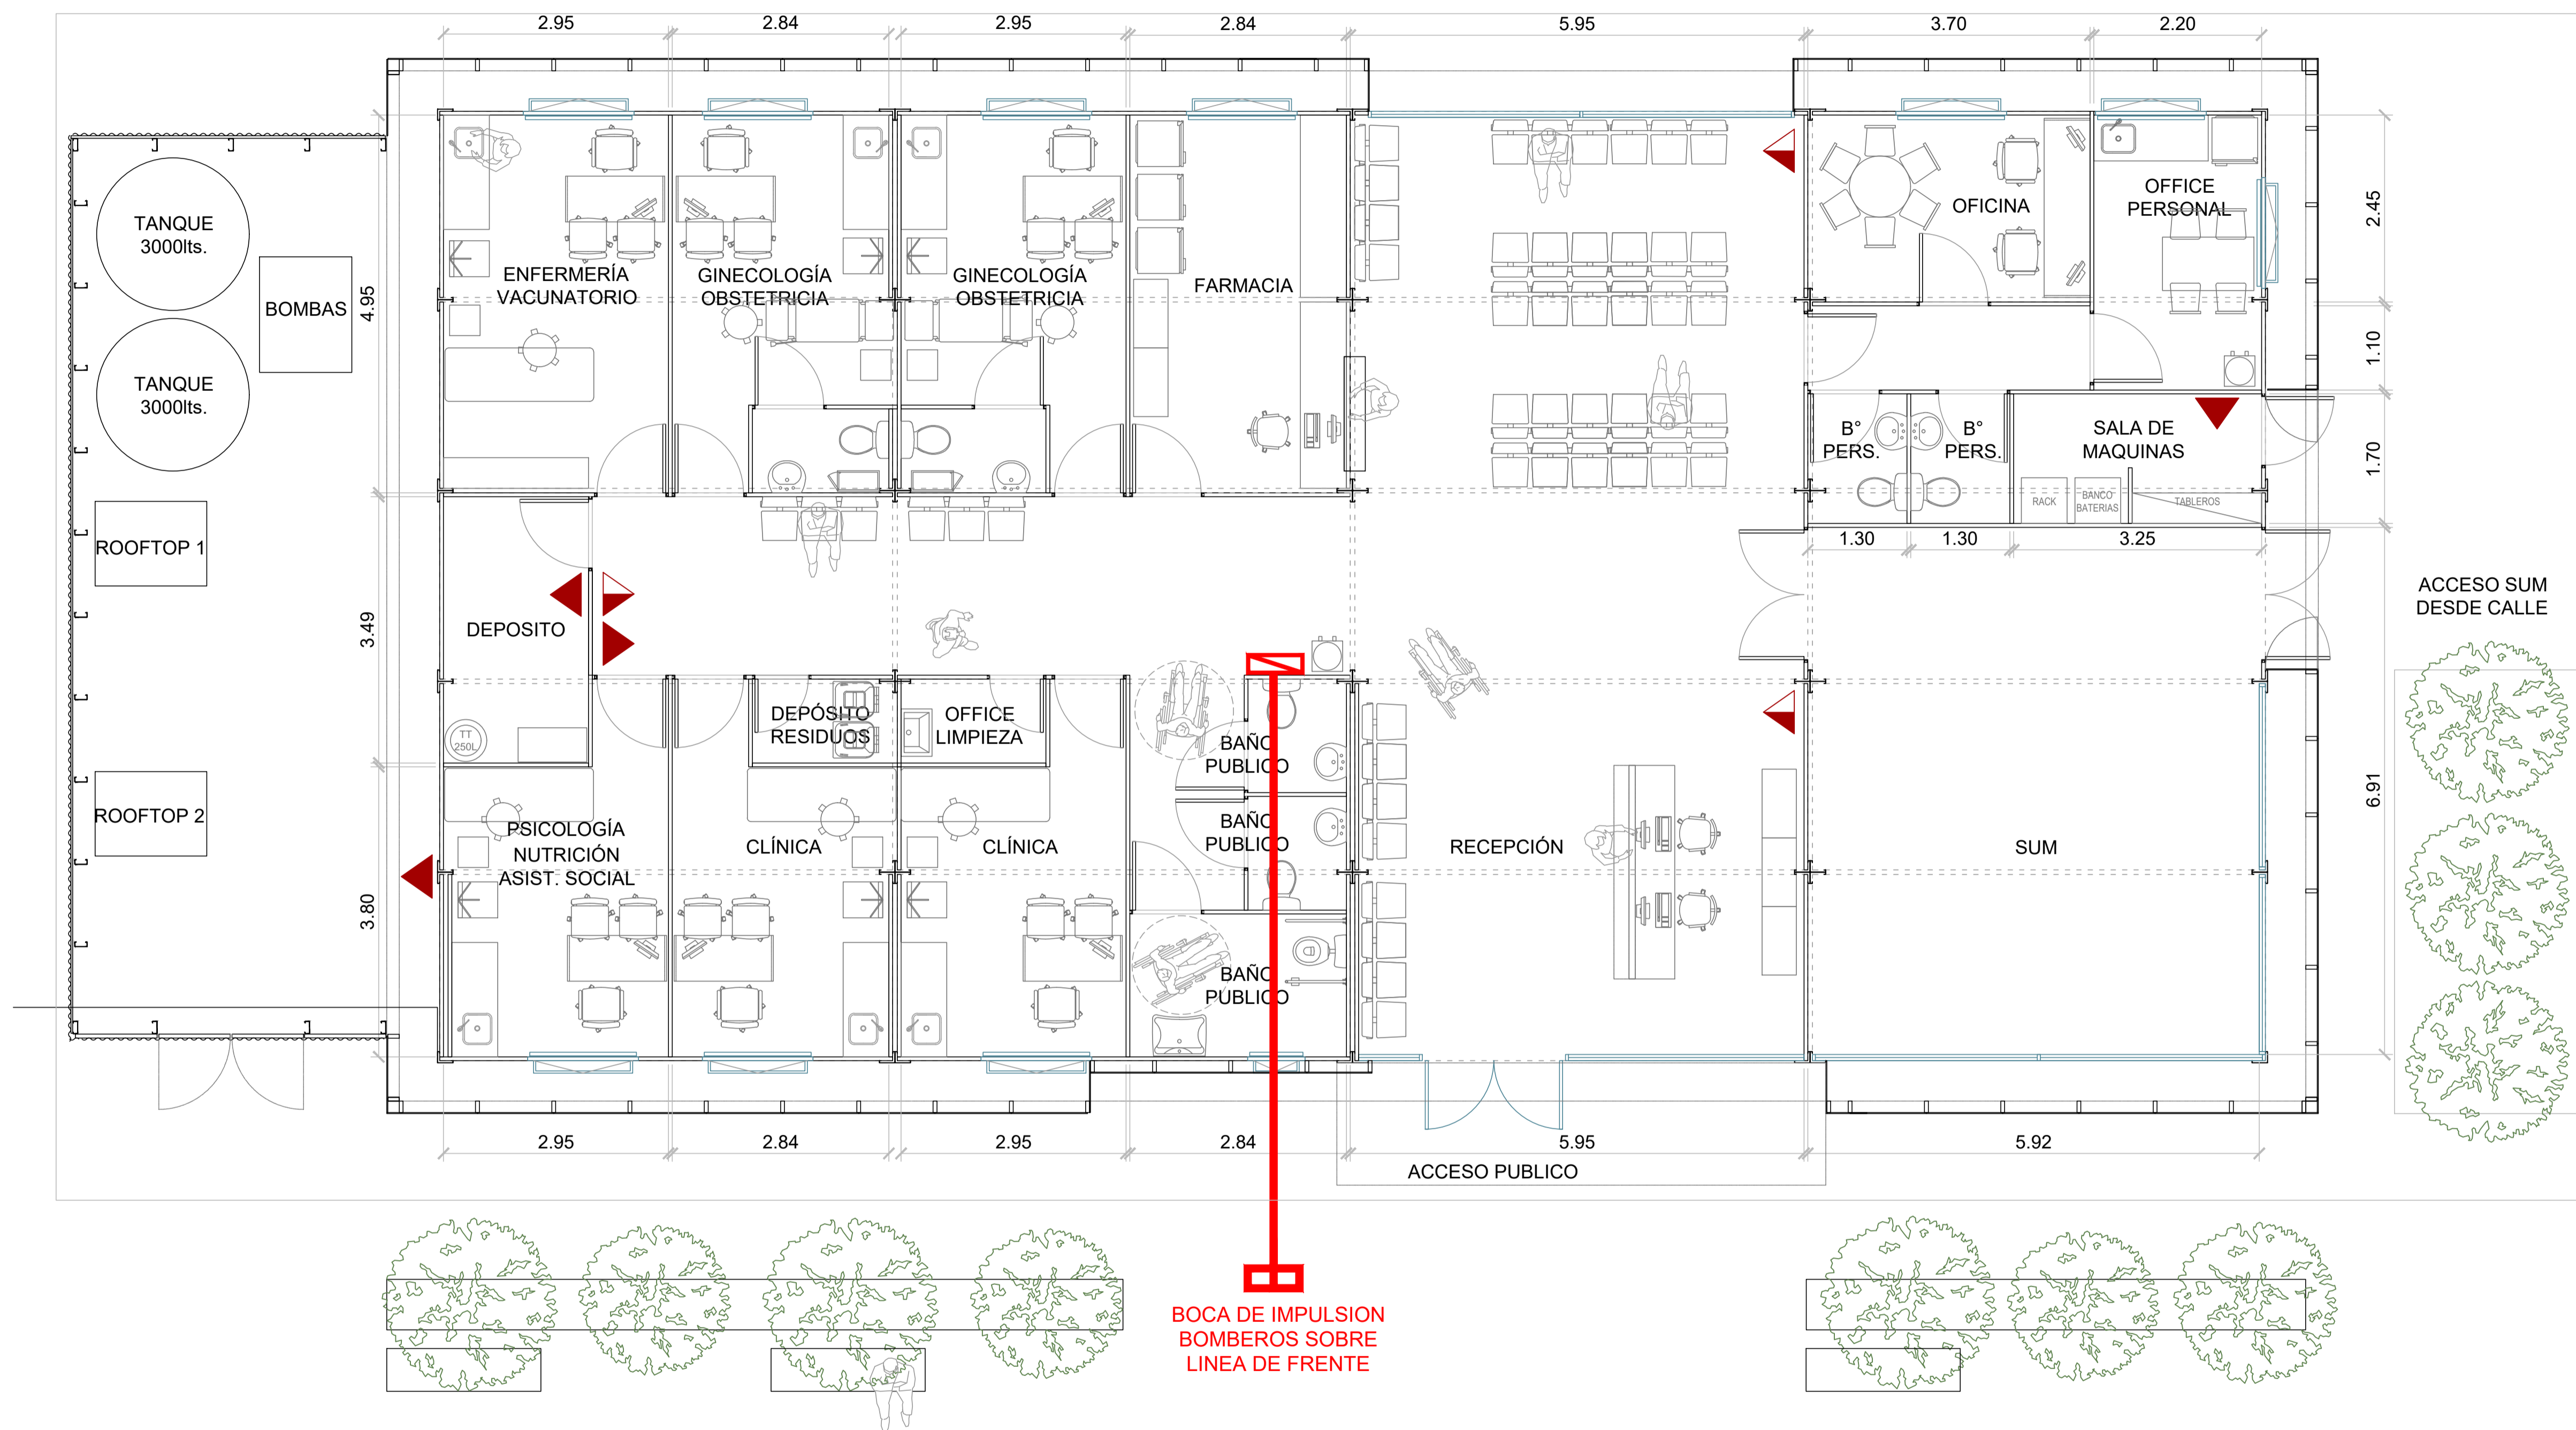 2.95
2.84
2.95
2.84
5.95
3.70
2.20
TANQUE
3000lts.
BOMBAS
TANQUE
3000lts.
ROOFTOP 1
ROOFTOP 2
4.95
3.49
3.80
ENFERMERÍA
VACUNATORIO
GINECOLOGÍA
OBSTETRICIA
GINECOLOGÍA
OBSTETRICIA
FARMACIA
OFICINA
OFFICE
PERSONAL
2.45
1.10
1.70
6.91
B°
PERS.
B°
PERS.
SALA DE
MAQUINAS
RACK
BANCO
BATERIAS
TABLEROS
1.30
1.30
3.25
ACCESO SUM
DESDE CALLE
DEPOSITO
TT
250L
DEPÓSITO
RESIDUOS
OFFICE
LIMPIEZA
BAÑO
PUBLICO
BAÑO
PUBLICO
BAÑO
PUBLICO
PSICOLOGÍA
NUTRICIÓN
ASIST. SOCIAL
CLÍNICA
CLÍNICA
RECEPCIÓN
SUM
2.95
2.84
2.95
2.84
5.95
5.92
ACCESO PUBLICO
BOCA DE IMPULSION
BOMBEROS SOBRE
LINEA DE FRENTE